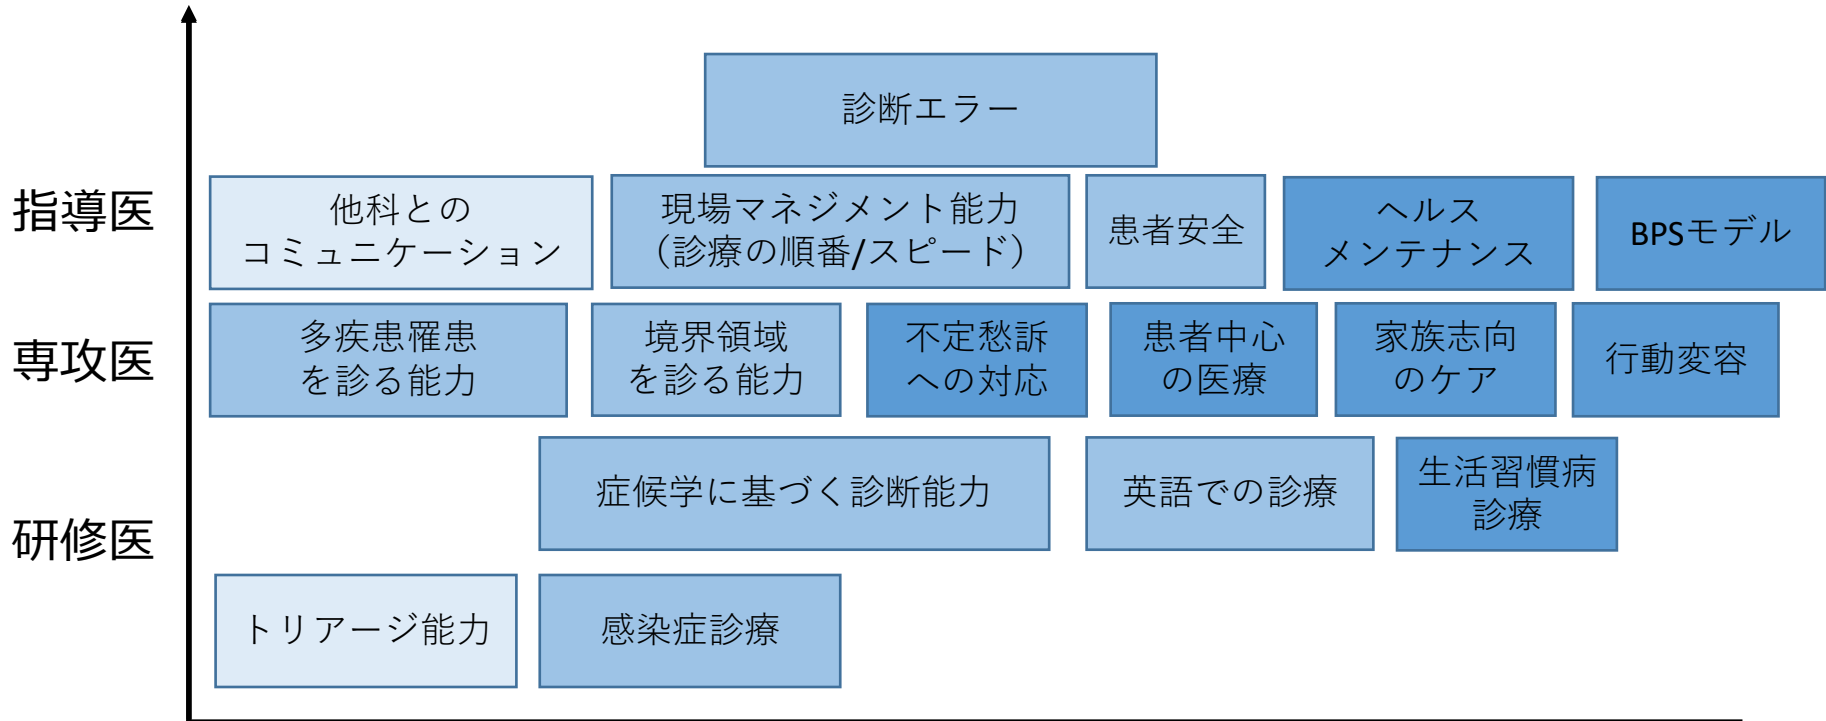 診断エラー
指導医
他科との
コミュニケーション
現場マネジメント能力
（診療の順番/スピード）
患者安全
ヘルス
メンテナンス
BPSモデル
専攻医
多疾患罹患
を診る能力
境界領域
を診る能力
不定愁訴
への対応
患者中心
の医療
家族志向
のケア
行動変容
研修医
症候学に基づく診断能力
英語での診療
生活習慣病
診療
トリアージ能力
感染症診療